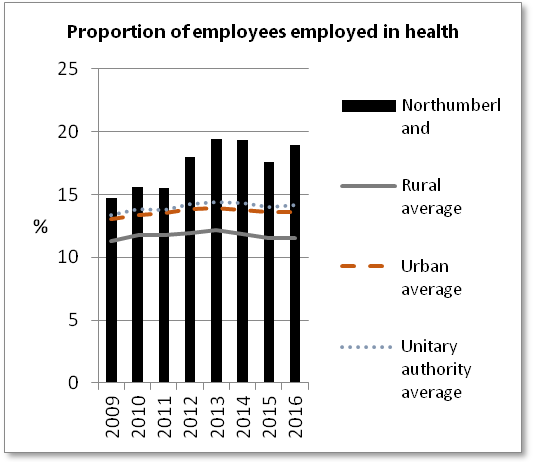 Proportion of employees employed in health
25
20
15
10
5
0
%
2009
2010
2011
2012
2013
2014
2015
2016
Northumberl
and
Rural
average
Urban
average
Unitary
authority
average